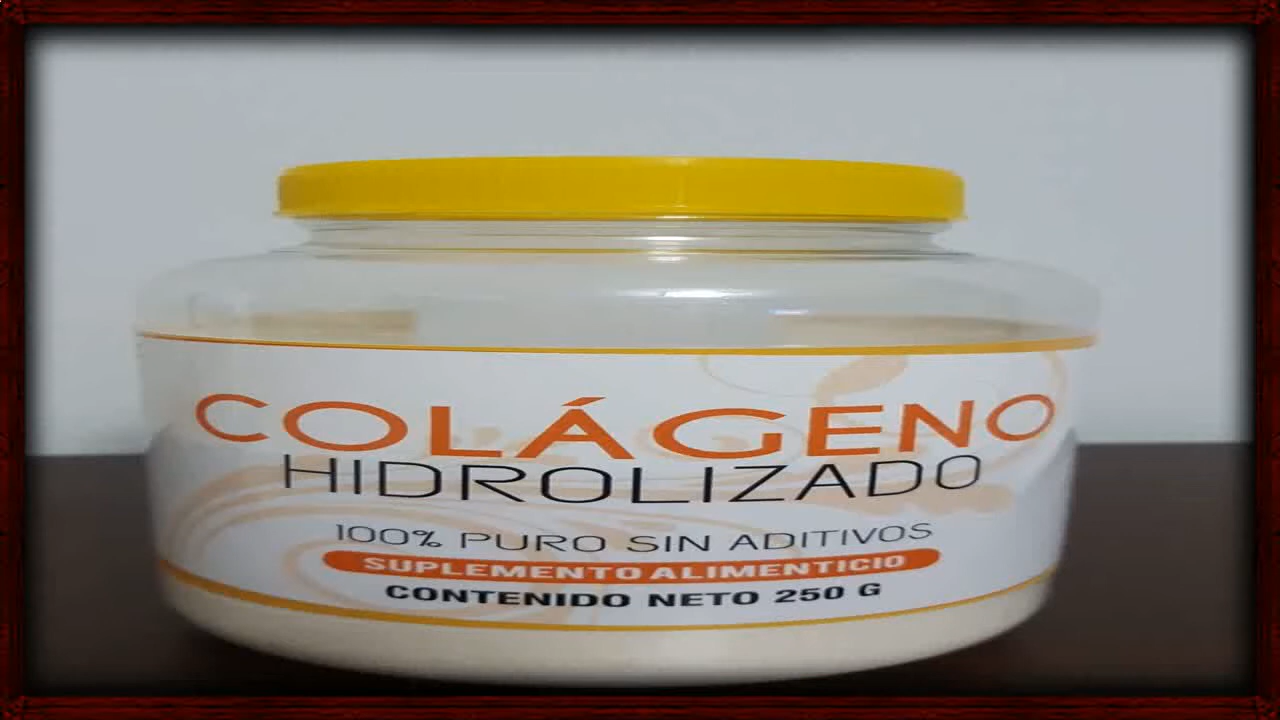 COLÁGENO
HIDROLIZADO
100% PURO SIN ADITIVOS
SUPLEMENTO ALIMENTICIO
CONTENIDO NETO 250 G